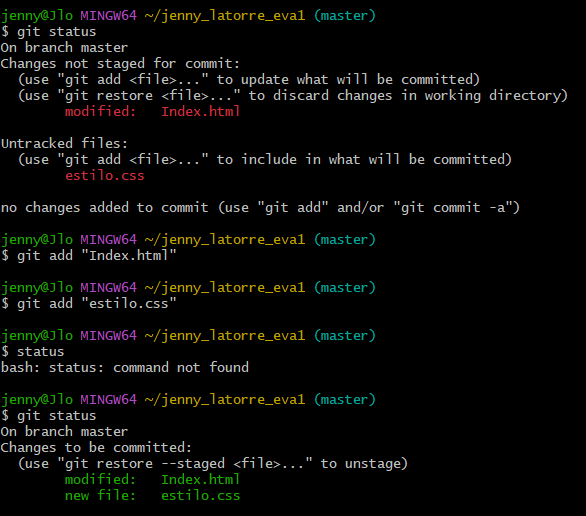 jenny@Jlo MINGW64 ~/jenny_latorre_eva1 (master)
$ git status
On branch master
Changes not staged for commit:
  (use "git add <file>..." to update what will be committed)
  (use "git restore <file>..." to discard changes in working directory)
        modified:   Index.html

Untracked files:
  (use "git add <file>..." to include in what will be committed)
        estilo.css

no changes added to commit (use "git add" and/or "git commit -a")

jenny@Jlo MINGW64 ~/jenny_latorre_eva1 (master)
$ git add "Index.html"

jenny@Jlo MINGW64 ~/jenny_latorre_eva1 (master)
$ git add "estilo.css"

jenny@Jlo MINGW64 ~/jenny_latorre_eva1 (master)
$ status
bash: status: command not found

jenny@Jlo MINGW64 ~/jenny_latorre_eva1 (master)
$ git status
On branch master
Changes to be committed:
  (use "git restore --staged <file>..." to unstage)
        modified:   Index.html
        new file:   estilo.css